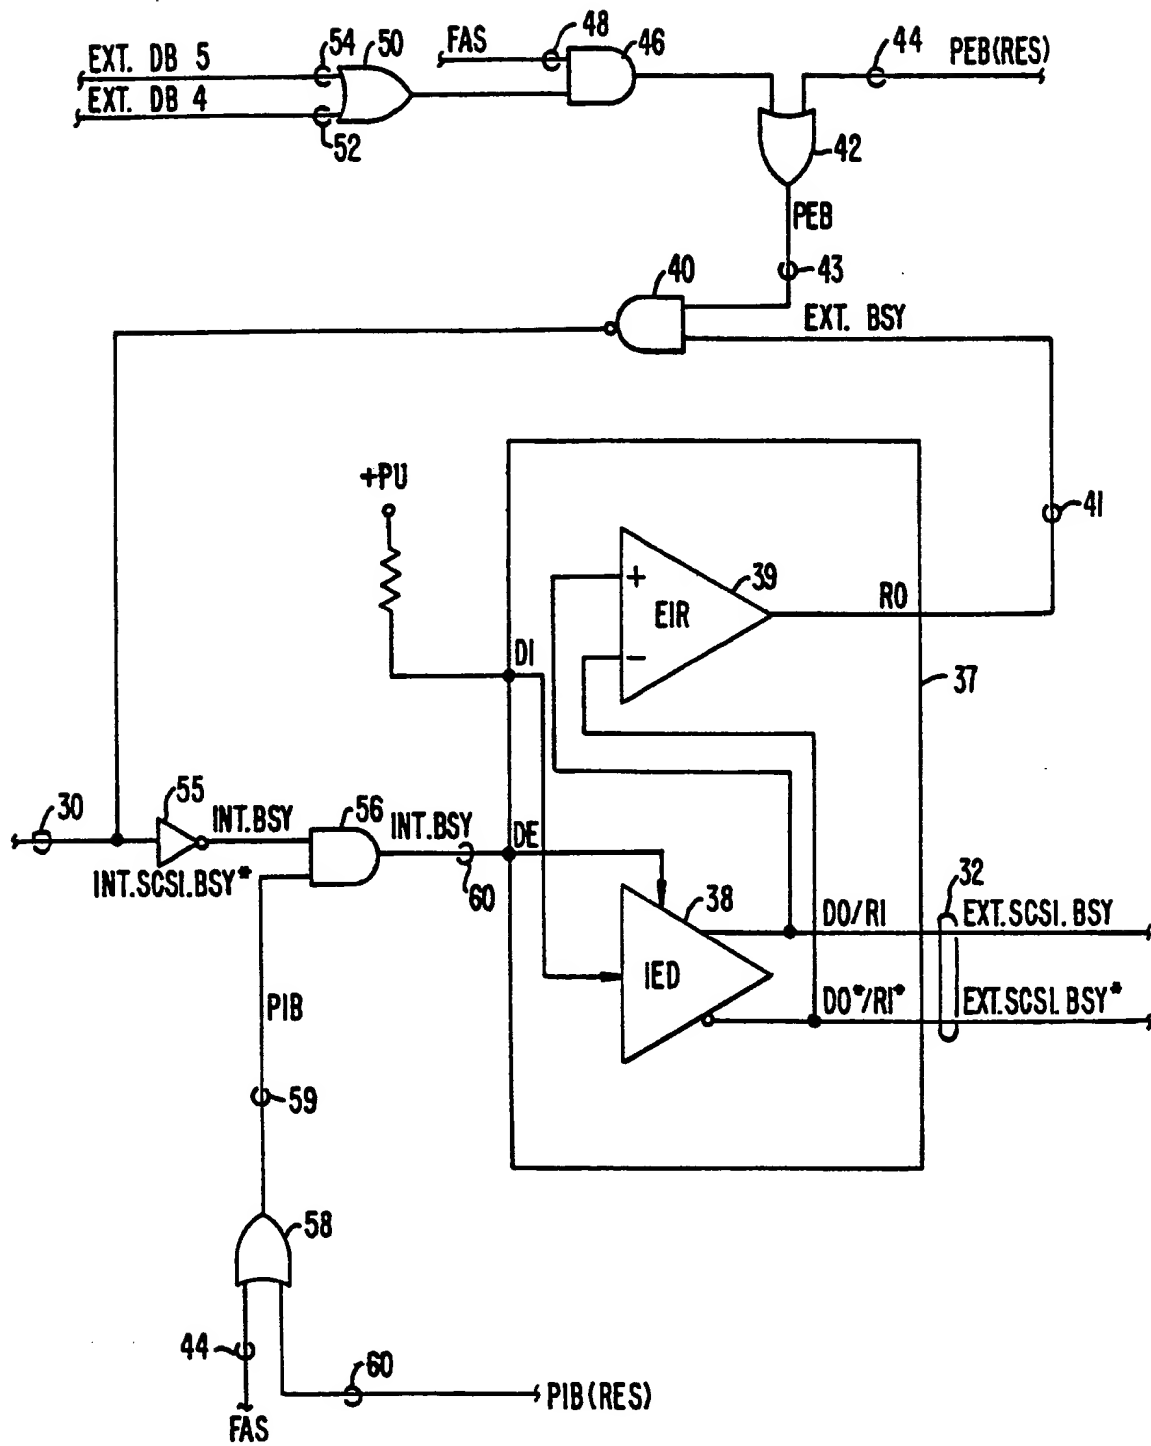 48
54
50
FAS
46
44
PEB(RES)
EXT. DB 5
EXT. DB 4
52
42
PEB
40
43
EXT. BSY
+PU
41
+
39
EIR
RO
DI
−
37
30
55
INT.BSY
56
INT.BSY
DE
INT.SCSI.BSY*
60
38
32
DO/RI
EXT.SCSI.BSY
IED
PIB
DO*/RI*
EXT.SCSI.BSY*
59
58
44
60
PIB(RES)
FAS